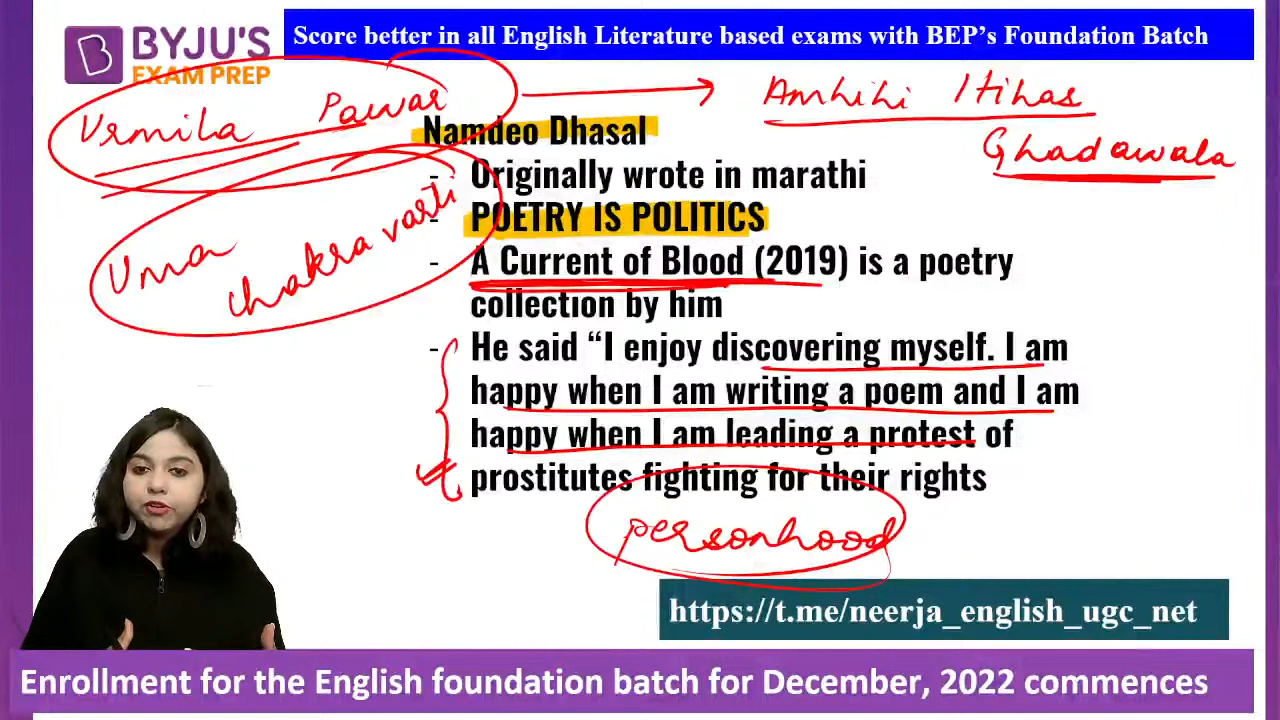 BYJU'S
EXAM PREP
Score better in all English Literature based exams with BEP's Foundation Batch
Urmila Pawar
Amhihi Itihas
Ghadawala
Uma
chakravarti
Namdeo Dhasal
- Originally wrote in marathi
- POETRY IS POLITICS
- A Current of Blood (2019) is a poetry
collection by him
- He said “I enjoy discovering myself. I am
happy when I am writing a poem and I am
happy when I am leading a protest of
prostitutes fighting for their rights
personhood
https://t.me/neerja_english_ugc_net
Enrollment for the English foundation batch for December, 2022 commences